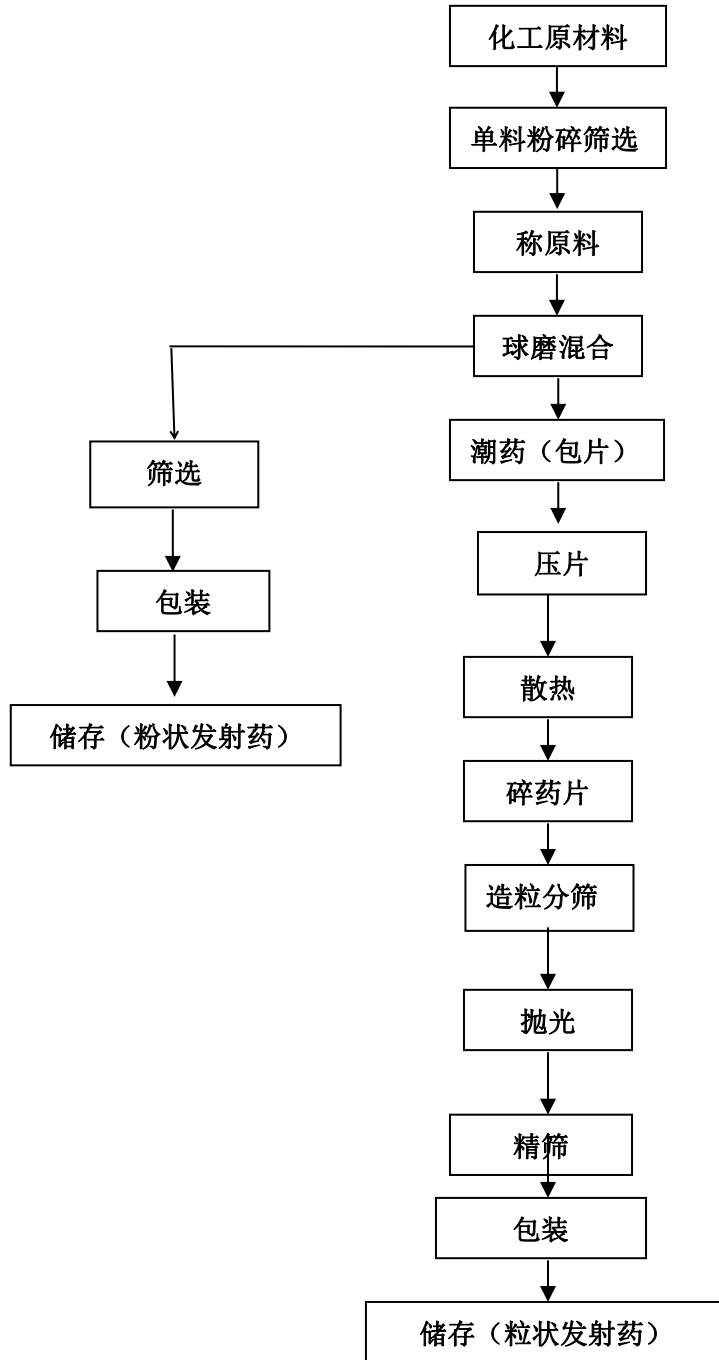 化工原材料
单料粉碎筛选
称原料
球磨混合
潮药（包片）
压片
散热
碎药片
造粒分筛
抛光
精筛
包装
储存（粒状发射药）
筛选
包装
储存（粉状发射药）